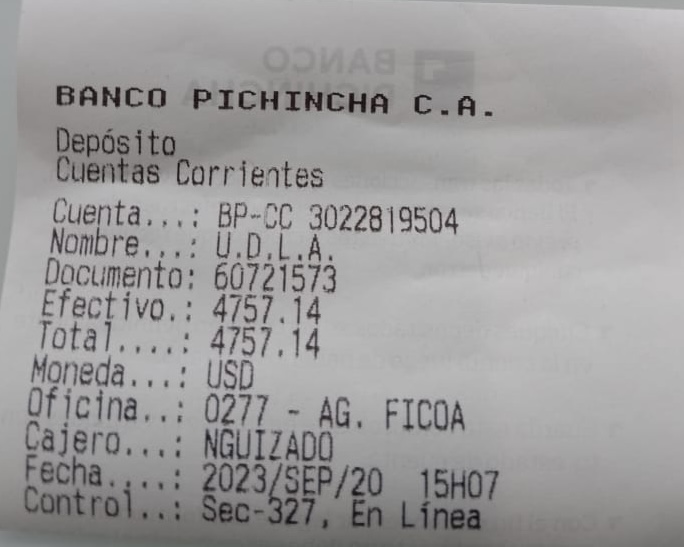 BANCO PICHINCHA C.A.
Depósito
Cuentas Corrientes
Cuenta...: BP-CC 3022819504
Nombre...: U.D.L.A.
Documento: 60721573
Efectivo.: 4757.14
Total....: 4757.14
Moneda...: USD
Oficina..: 0277 - AG. FICOA
Cajero...: NGUIZADO
Fecha....: 2023/SEP/20 15H07
Control..: Sec-327, En Línea